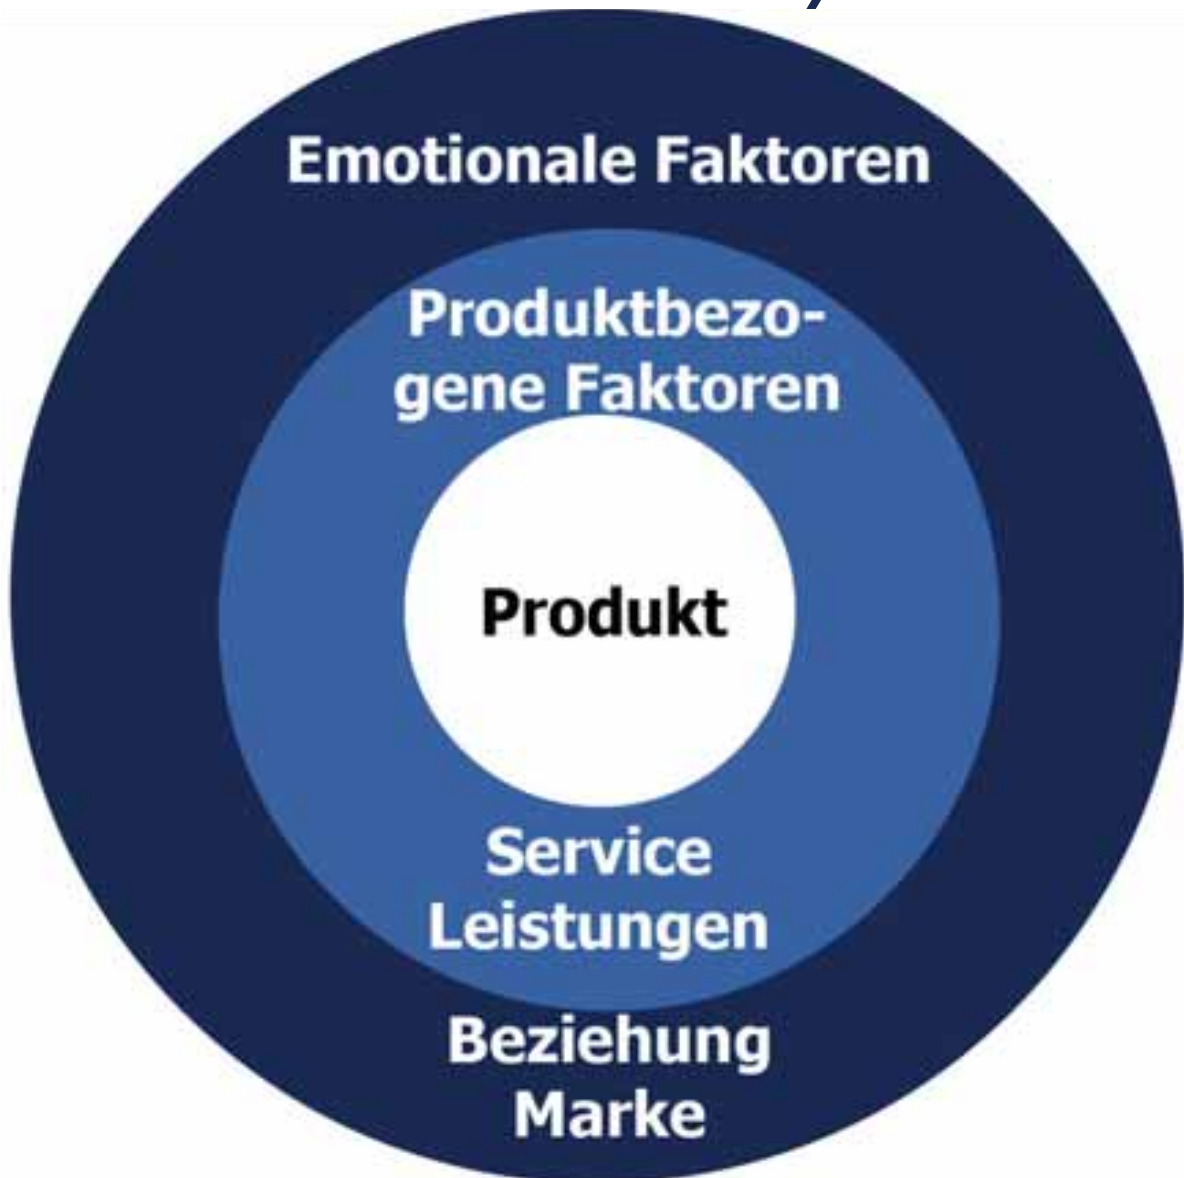 Emotionale Faktoren
Produktbezo-
gene Faktoren
Produkt
Service
Leistungen
Beziehung
Marke